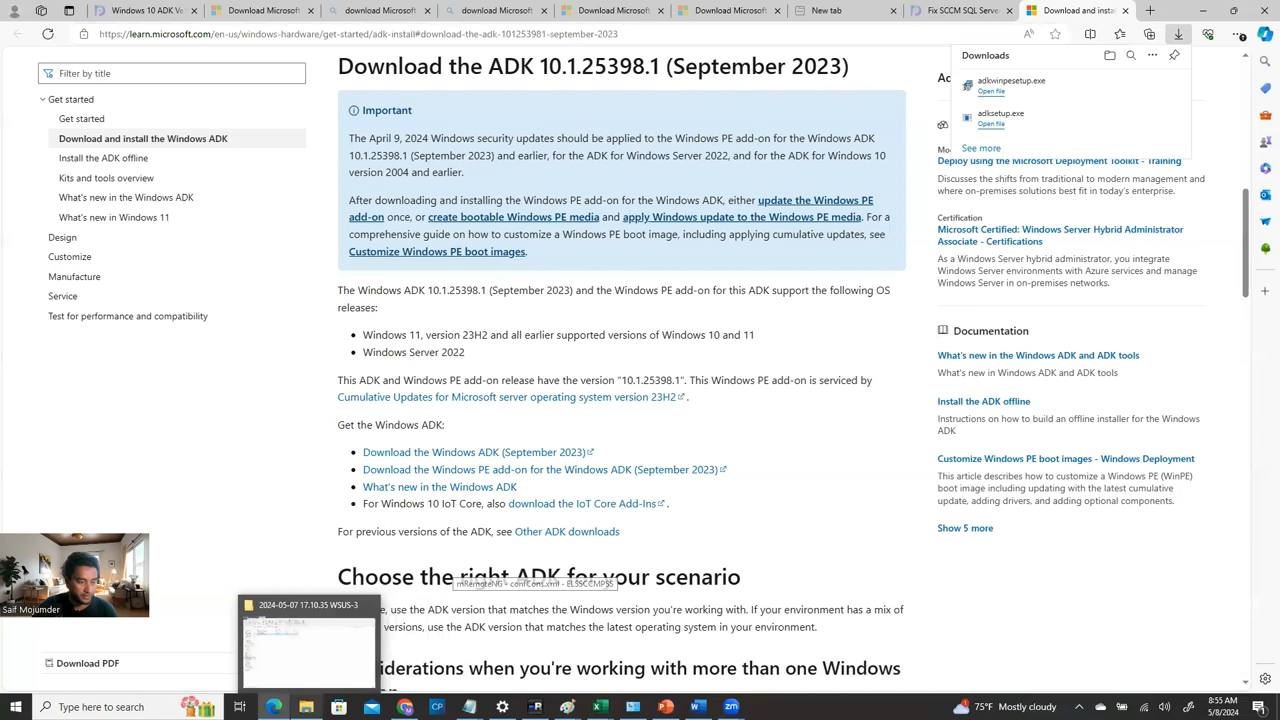 Windows 10 ADK Ve
Windows ADK downl
download Microsoft
download Microsoft
download Microsoft
download Microsoft
New tab
Fix SCCM SQL Server
https://learn.microsoft.com/en-us/windows-hardware/get-started/adk-install#download-the-adk-101253981-september-2023
Filter by title
Get started
Get started
Download and install the Windows ADK
Install the ADK offline
Kits and tools overview
What's new in the Windows ADK
What's new in Windows 11
Design
Customize
Manufacture
Service
Test for performance and compatibility
Download PDF
Download the ADK 10.1.25398.1 (September 2023)
Important
The April 9, 2024 Windows security updates should be applied to the Windows PE add-on for the Windows ADK
10.1.25398.1 (September 2023) and earlier, for the ADK for Windows Server 2022, and for the ADK for Windows 10
version 2004 and earlier.
After downloading and installing the Windows PE add-on for the Windows ADK, either update the Windows PE
add-on once, or create bootable Windows PE media and apply Windows update to the Windows PE media. For a
comprehensive guide on how to customize a Windows PE boot image, including applying cumulative updates, see
Customize Windows PE boot images.
The Windows ADK 10.1.25398.1 (September 2023) and the Windows PE add-on for this ADK support the following OS
releases:
• Windows 11, version 23H2 and all earlier supported versions of Windows 10 and 11
• Windows Server 2022
This ADK and Windows PE add-on release have the version "10.1.25398.1". This Windows PE add-on is serviced by
Cumulative Updates for Microsoft server operating system version 23H2 .
Get the Windows ADK:
• Download the Windows ADK (September 2023)
• Download the Windows PE add-on for the Windows ADK (September 2023)
• What's new in the Windows ADK
• For Windows 10 IoT Core, also download the IoT Core Add-Ins .
For previous versions of the ADK, see Other ADK downloads
Choose the right ADK for your scenario
mRemoteNG - confCons.xml - ELSSCCMPSS
, use the ADK version that matches the Windows version you're working with. If your environment has a mix of
versions, use the ADK version that matches the latest operating system in your environment.
iderations when you're working with more than one Windows
Downloads
adkwinpesetup.exe
Open file
adksetup.exe
Open file
See more
Deploy using the Microsoft Deployment Toolkit - Training
Discusses the shifts from traditional to modern management and
where on-premises solutions best fit in today's enterprise.
Certification
Microsoft Certified: Windows Server Hybrid Administrator
Associate - Certifications
As a Windows Server hybrid administrator, you integrate
Windows Server environments with Azure services and manage
Windows Server in on-premises networks.
Documentation
What's new in the Windows ADK and ADK tools
What's new in Windows ADK and ADK tools
Install the ADK offline
Instructions on how to build an offline installer for the Windows
ADK
Customize Windows PE boot images - Windows Deployment
This article describes how to customize a Windows PE (WinPE)
boot image including updating with the latest cumulative
update, adding drivers, and adding optional components.
Show 5 more
Saif Mojumder
2024-05-07 17.10.35 WSUS-3
Type here to search
75°F Mostly cloudy
8:55 AM
5/8/2024